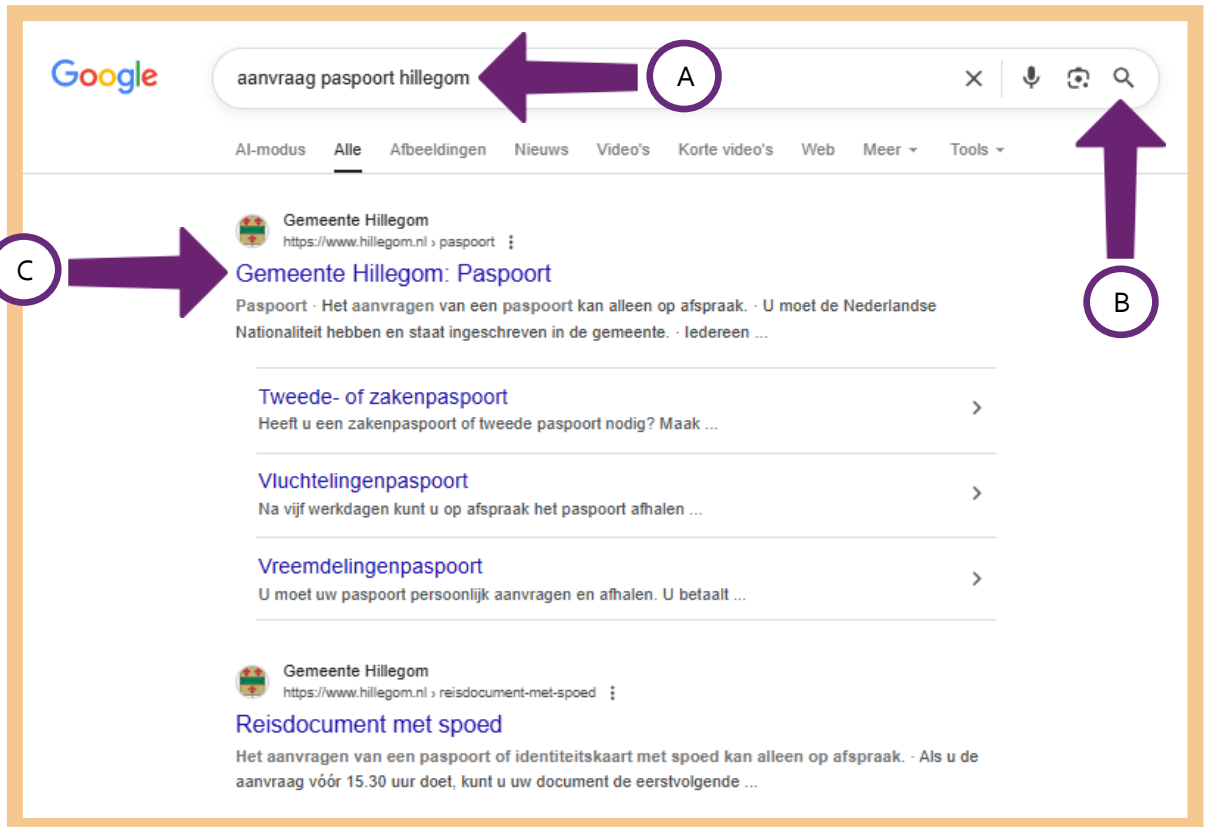 Google
aanvraag paspoort hillegom
A
AI-modus Alle Afbeeldingen Nieuws Video's Korte video's Web Meer Tools
B
C
Gemeente Hillegom
https://www.hillegom.nl › paspoort
Gemeente Hillegom: Paspoort
Paspoort · Het aanvragen van een paspoort kan alleen op afspraak. · U moet de Nederlandse
Nationaliteit hebben en staat ingeschreven in de gemeente. · Iedereen ...
Tweede- of zakenpaspoort
Heeft u een zakenpaspoort of tweede paspoort nodig? Maak ...
Vluchtelingenpaspoort
Na vijf werkdagen kunt u op afspraak het paspoort afhalen ...
Vreemdelingenpaspoort
U moet uw paspoort persoonlijk aanvragen en afhalen. U betaalt ...
Gemeente Hillegom
https://www.hillegom.nl › reisdocument-met-spoed
Reisdocument met spoed
Het aanvragen van een paspoort of identiteitskaart met spoed kan alleen op afspraak. · Als u de
aanvraag vóór 15.30 uur doet, kunt u uw document de eerstvolgende ...